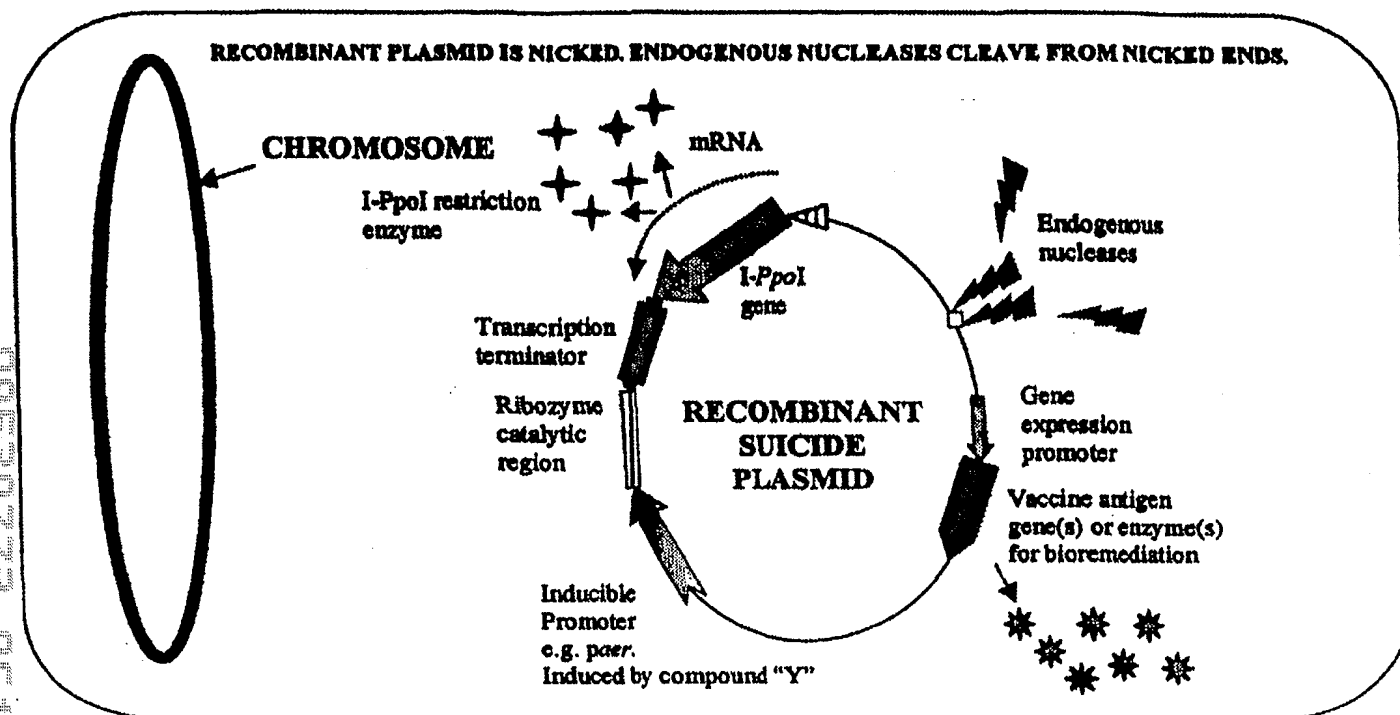 RECOMBINANT PLASMID IS NICKED. ENDOGENOUS NUCLEASES CLEAVE FROM NICKED ENDS.
CHROMOSOME
mRNA
I-PpoI restriction
enzyme
Endogenous
nucleases
I-PpoI
gene
Transcription
terminator
Ribozyme
catalytic
region
RECOMBINANT
SUICIDE
PLASMID
Gene
expression
promoter
Vaccine antigen
gene(s) or enzyme(s)
for bioremediation
Inducible
Promoter
e.g. paer.
Induced by compound “Y”